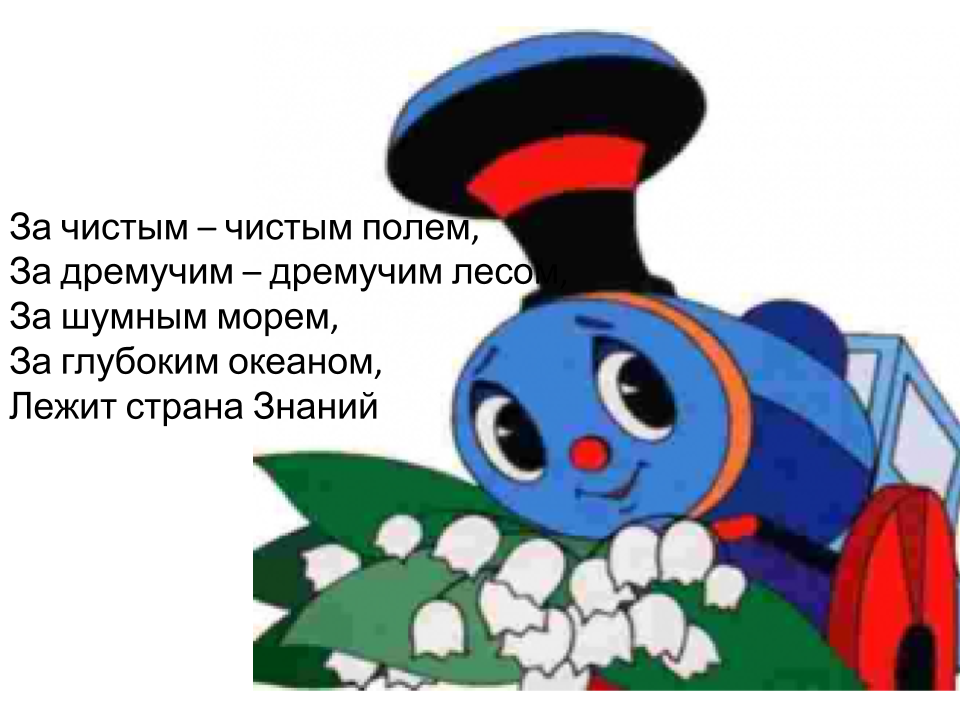 За чистым – чистым полем,
За дремучим – дремучим лесом,
За шумным морем,
За глубоким океаном,
Лежит страна Знаний